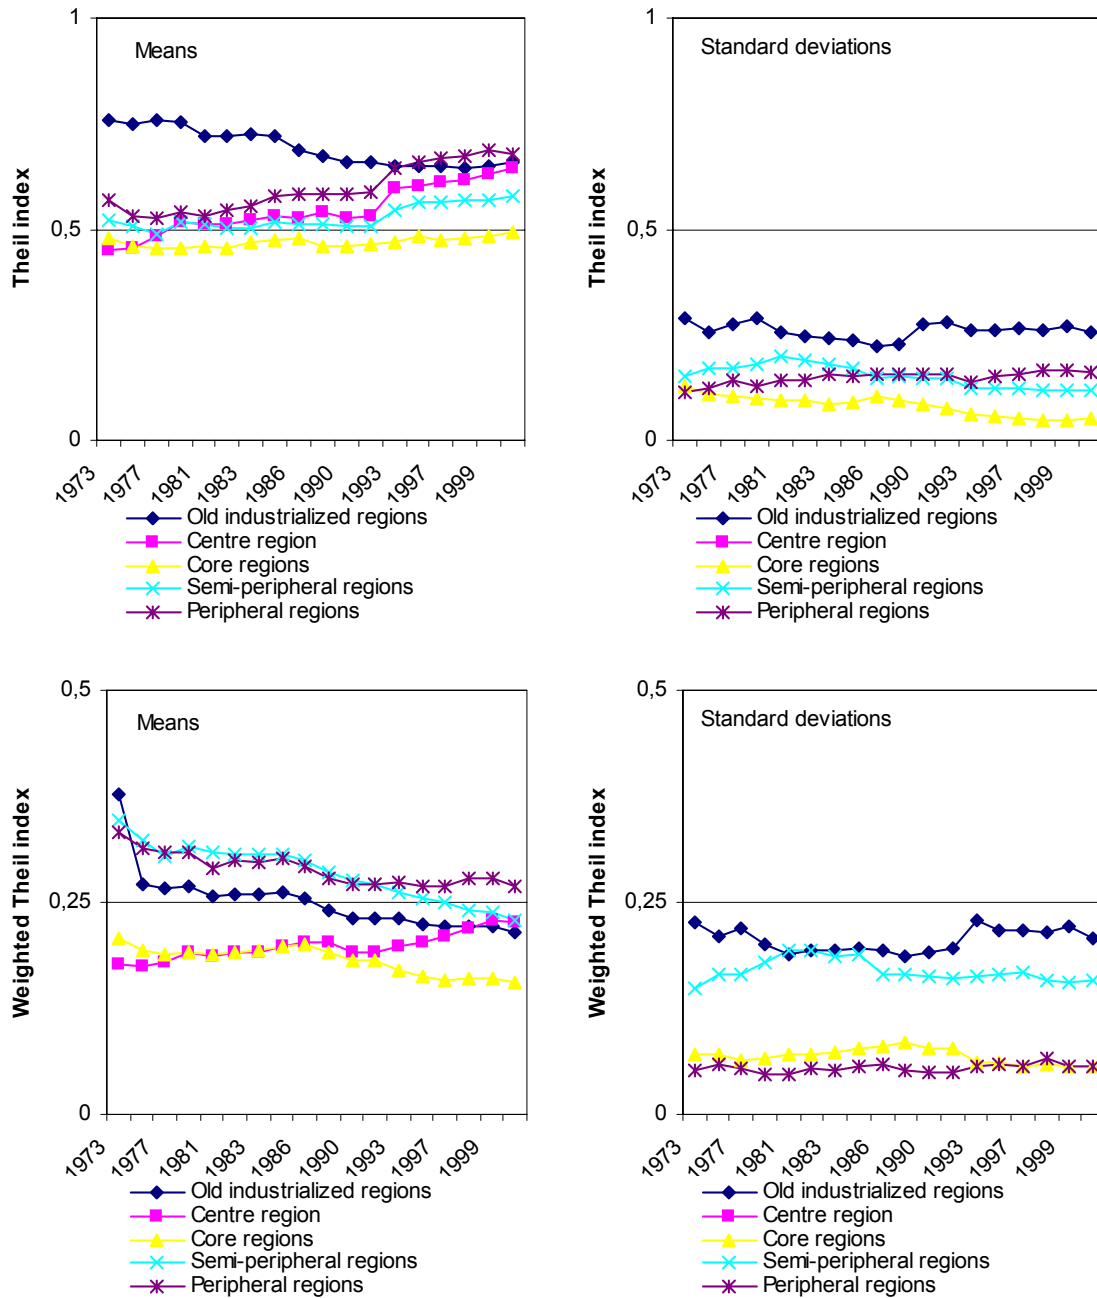 1
Means
Theil index
0,5
0
1973
1977
1981
1983
1986
1990
1993
1997
1999
Old industrialized regions
Centre region
Core regions
Semi-peripheral regions
Peripheral regions
1
Standard deviations
Theil index
0,5
0
1973
1977
1981
1983
1986
1990
1993
1997
1999
Old industrialized regions
Centre region
Core regions
Semi-peripheral regions
Peripheral regions
0,5
Means
Weighted Theil index
0,25
0
1973
1977
1981
1983
1986
1990
1993
1997
1999
Old industrialized regions
Centre region
Core regions
Semi-peripheral regions
Peripheral regions
0,5
Standard deviations
Weighted Theil index
0,25
0
1973
1977
1981
1983
1986
1990
1993
1997
1999
Old industrialized regions
Centre region
Core regions
Semi-peripheral regions
Peripheral regions